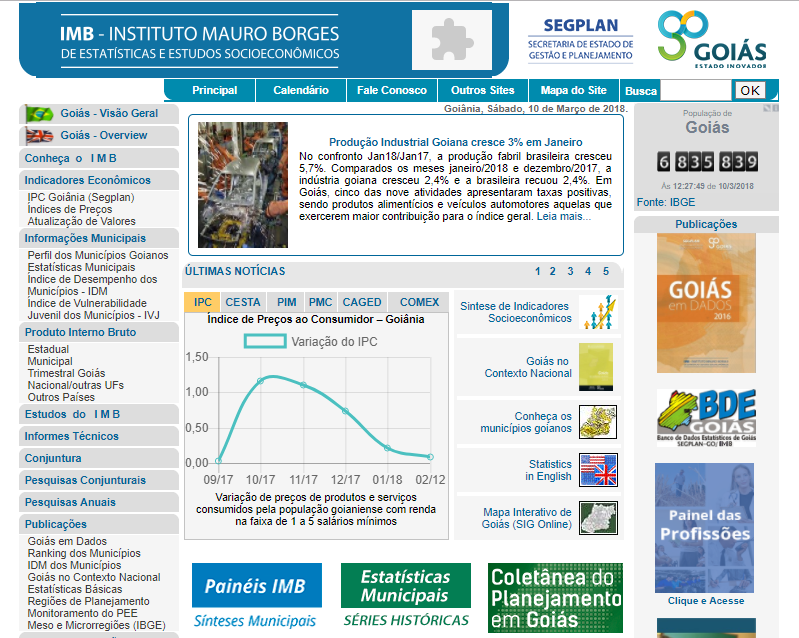 IMB - INSTITUTO MAURO BORGES
DE ESTATÍSTICAS E ESTUDOS SOCIOECONÔMICOS
SEGPLAN
SECRETARIA DE ESTADO DE
GESTÃO E PLANEJAMENTO
GOIÁS
ESTADO INOVADOR
Principal
Calendário
Fale Conosco
Outros Sites
Mapa do Site
Busca
OK
Goiânia, Sábado, 10 de Março de 2018.
Goiás - Visão Geral
Goiás - Overview
Conheça o I M B
Indicadores Econômicos
IPC Goiânia (Segplan)
Índices de Preços
Atualização de Valores
Informações Municipais
Perfil dos Municípios Goianos
Estatísticas Municipais
Índice de Desempenho dos
Municípios - IDM
Índice de Vulnerabilidade
Juvenil dos Municípios - IVJ
Produto Interno Bruto
Estadual
Municipal
Trimestral Goiás
Nacional/outras UFs
Outros Países
Estudos do I M B
Informes Técnicos
Conjuntura
Pesquisas Conjunturais
Pesquisas Anuais
Publicações
Goiás em Dados
Ranking dos Municípios
IDM dos Municípios
Goiás no Contexto Nacional
Estatísticas Básicas
Regiões de Planejamento
Monitoramento do PEE
Meso e Microrregiões (IBGE)
Produção Industrial Goiana cresce 3% em Janeiro
No confronto Jan18/Jan17, a produção fabril brasileira cresceu
5,7%. Comparados os meses janeiro/2018 e dezembro/2017, a
indústria goiana cresceu 2,4% e a brasileira recuou 2,4%. Em
Goiás, cinco das nove atividades apresentaram taxas positivas,
sendo produtos alimentícios e veículos automotores aquelas que
exercerem maior contribuição para o índice geral. Leia mais...
ÚLTIMAS NOTÍCIAS
1 2 3 4 5
IPC
CESTA
PIM
PMC
CAGED
COMEX
Índice de Preços ao Consumidor – Goiânia
Variação do IPC
1,50
1,00
0,50
0,00
09/17 10/17 11/17 12/17 01/18 02/12
Variação de preços de produtos e serviços
consumidos pela população goianiense com renda
na faixa de 1 a 5 salários mínimos
Sintese de Indicadores
Socioeconômicos
Goiás no
Contexto Nacional
Conheça os
municípios goianos
Statistics
in English
Mapa Interativo de
Goiás (SIG Online)
Painéis IMB
Sínteses Municipais
Estatísticas
Municipais
SÉRIES HISTÓRICAS
Coletânea do
Planejamento
em Goiás
População de
Goiás
6 835 839
Às 12:27:49 de 10/3/2018
Fonte: IBGE
Publicações
GOIÁS
em DADOS
2016
BDE
GOIÁS
Banco de Dados Estatísticos de Goiás
SEGPLAN-GO/ IMB
Painel das
Profissões
Clique e Acesse